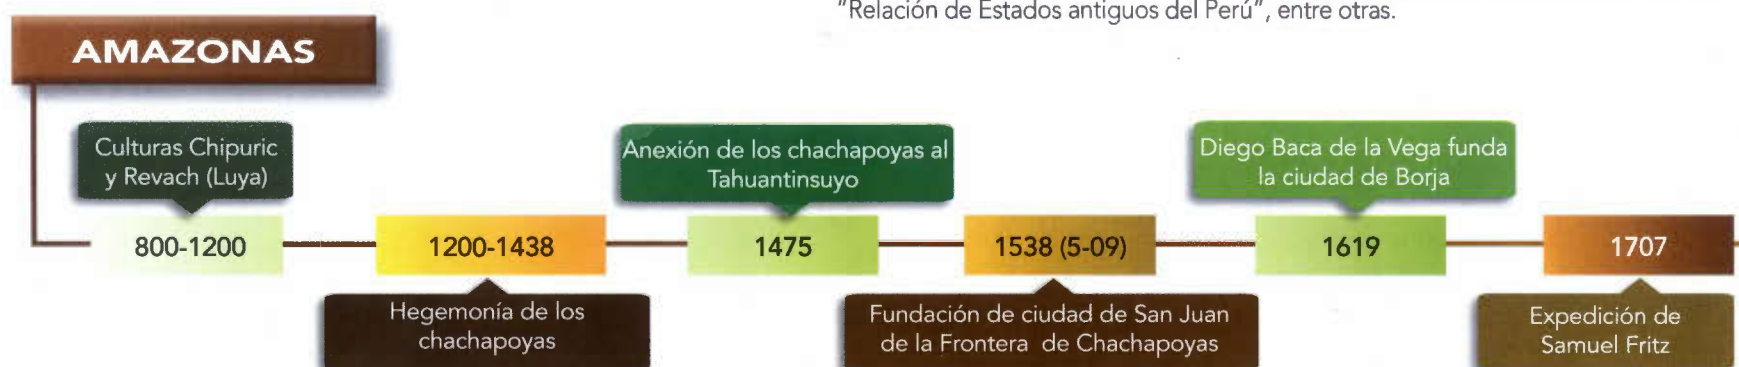 "Relación de Estados antiguos del Perú", entre otras.
AMAZONAS
Culturas Chipuric
y Revach (Luya)
800-1200
1200-1438
Hegemonía de los
chachapoyas
Anexión de los chachapoyas al
Tahuantinsuyo
1475
1538 (5-09)
Fundación de ciudad de San Juan
de la Frontera de Chachapoyas
Diego Baca de la Vega funda
la ciudad de Borja
1619
1707
Expedición de
Samuel Fritz